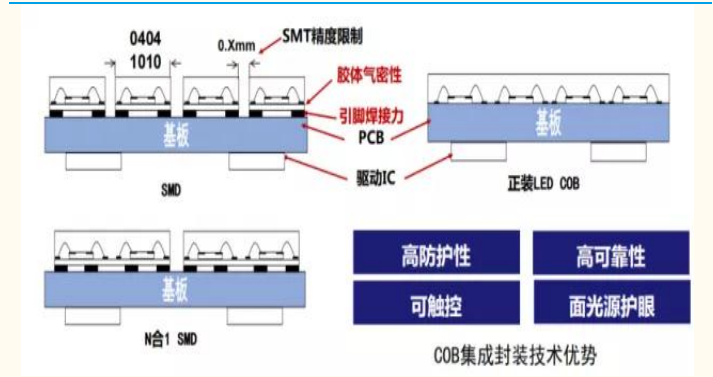 0404
1010
0.Xmm
SMT精度限制
胶体气密性
引脚焊接力
PCB
基板
基板
驱动IC
SMD
正装LED COB
基板
N合1 SMD
高防护性
高可靠性
可触控
面光源护眼
COB集成封装技术优势